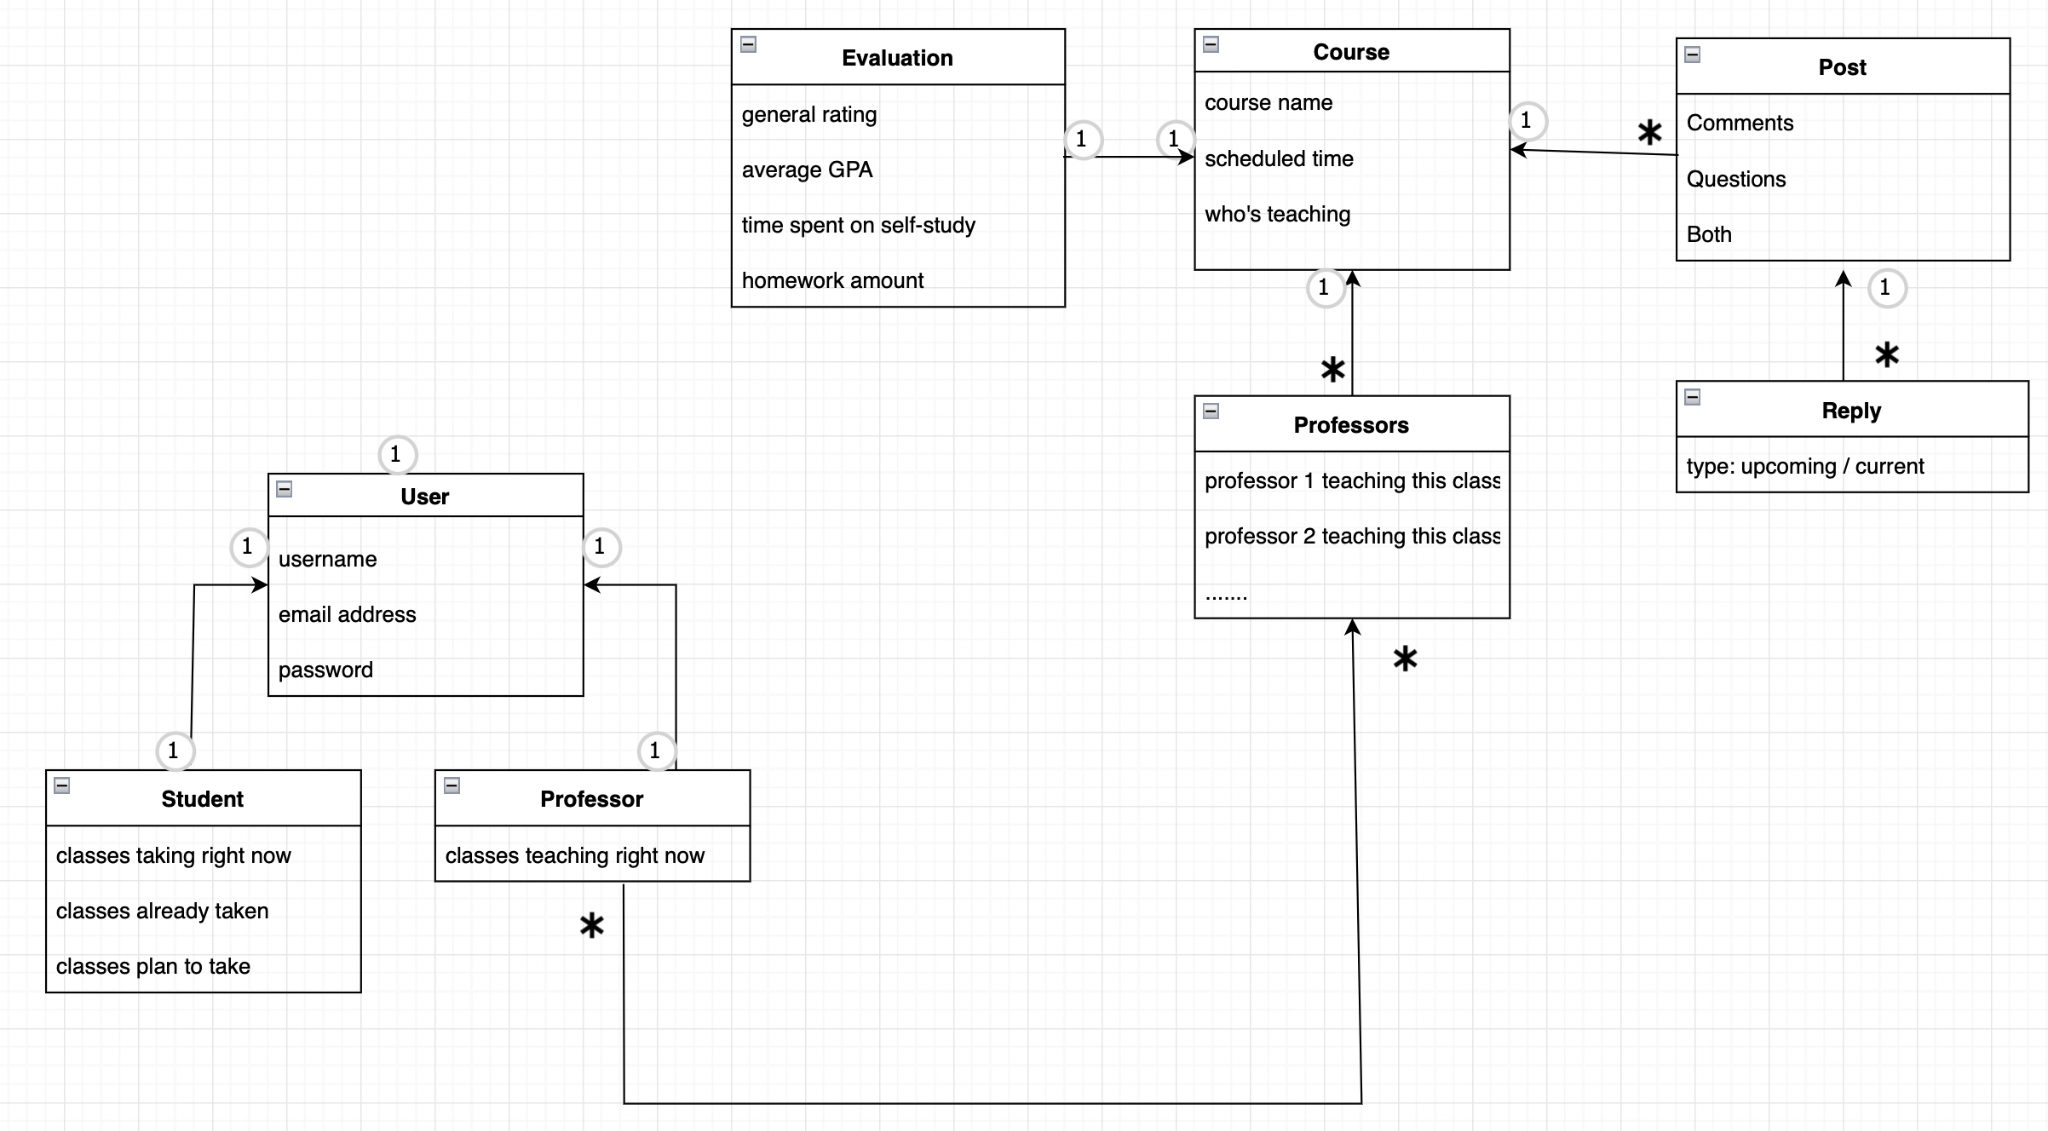 Evaluation
general rating
average GPA
time spent on self-study
homework amount
1
1
Course
course name
scheduled time
who's teaching
1
*
Post
Comments
Questions
Both
1
*
1
*
Reply
type: upcoming / current
Professors
professor 1 teaching this class
professor 2 teaching this class
.......
*
1
User
username
email address
password
1
1
1
1
Student
classes taking right now
classes already taken
classes plan to take
Professor
classes teaching right now
*